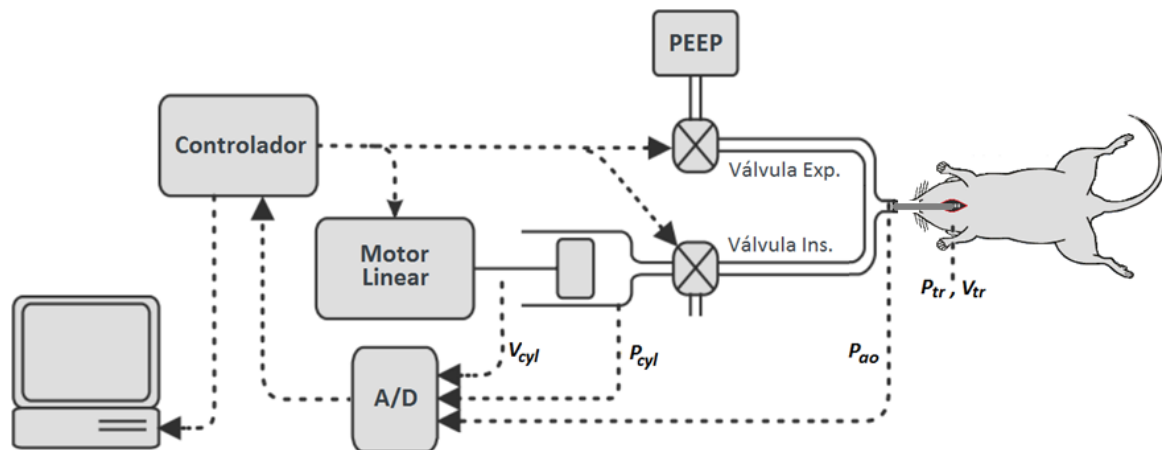 PEEP
Controlador
Válvula Exp.
Válvula Ins.
Motor
Linear
P_tr , V_tr
V_cyl
P_cyl
P_ao
A/D